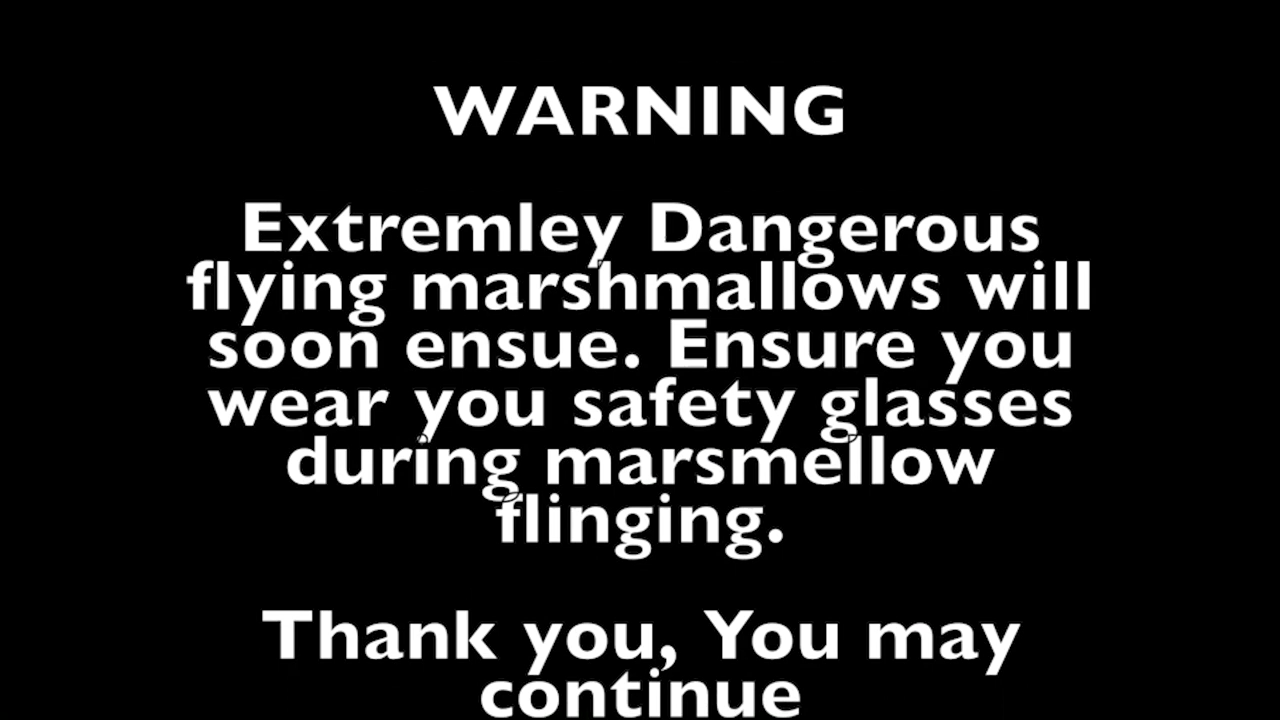 WARNING
Extremley Dangerous
flying marshmallows will
soon ensue. Ensure you
wear you safety glasses
during marsmellow
flinging.
Thank you, You may
continue